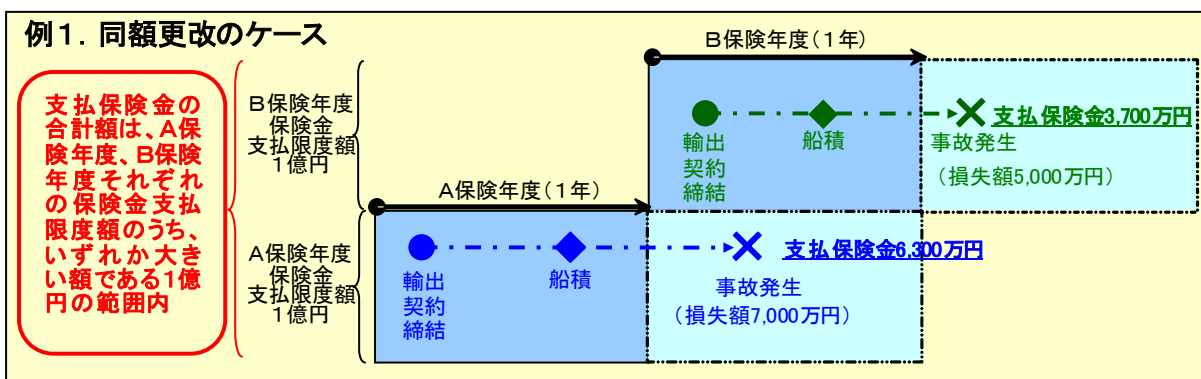 例1．同額更改のケース
支払保険金の
合計額は、A保
険年度、B保険
年度それぞれ
の保険金支払
限度額のうち、
いずれか大き
い額である1億
円の範囲内
B保険年度
保険金
支払限度額
1億円
A保険年度
保険金
支払限度額
1億円
B保険年度(1年)
輸出
契約
締結
船積
支払保険金3,700万円
事故発生
(損失額5,000万円)
A保険年度(1年)
輸出
契約
締結
船積
支払保険金6,300万円
事故発生
(損失額7,000万円)